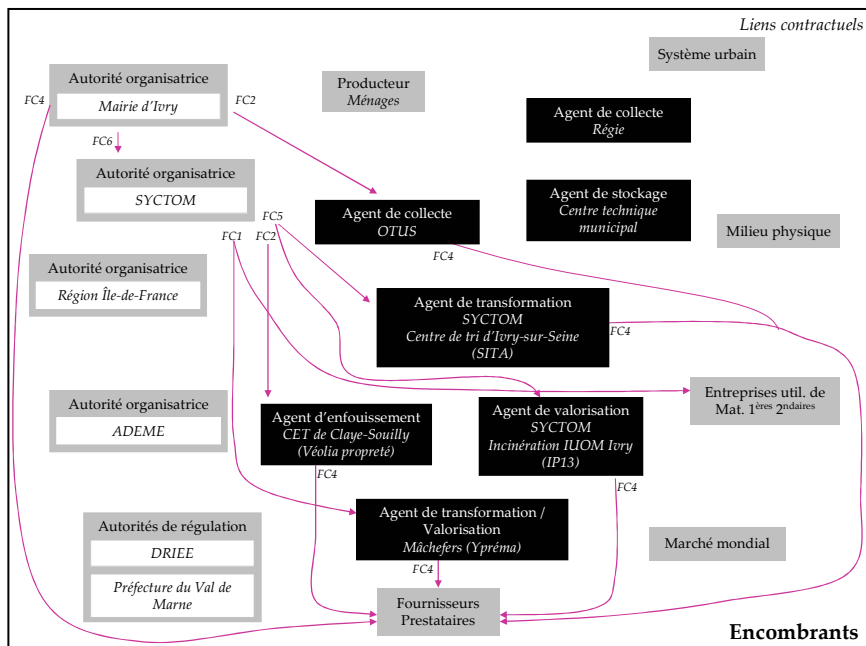 Liens contractuels
Système urbain
Autorité organisatrice
Mairie d'Ivry
FC4
FC2
FC6
Producteur
Ménages
Agent de collecte
Régie
Autorité organisatrice
SYCTOM
FC5
FC1
FC2
Agent de collecte
OTUS
FC4
Agent de stockage
Centre technique
municipal
Milieu physique
Autorité organisatrice
Région Île-de-France
Agent de transformation
SYCTOM
Centre de tri d'Ivry-sur-Seine
(SITA)
FC4
Entreprises util. de
Mat. 1ères 2ndaires
Autorité organisatrice
ADEME
Agent d'enfouissement
CET de Claye-Souilly
(Véolia propreté)
FC4
Agent de valorisation
SYCTOM
Incinération IUOM Ivry
(IP13)
FC4
Autorités de régulation
DRIEE
Préfecture du Val de
Marne
Agent de transformation /
Valorisation
Mâchefers (Ypréma)
FC4
Marché mondial
Fournisseurs
Prestataires
Encombrants